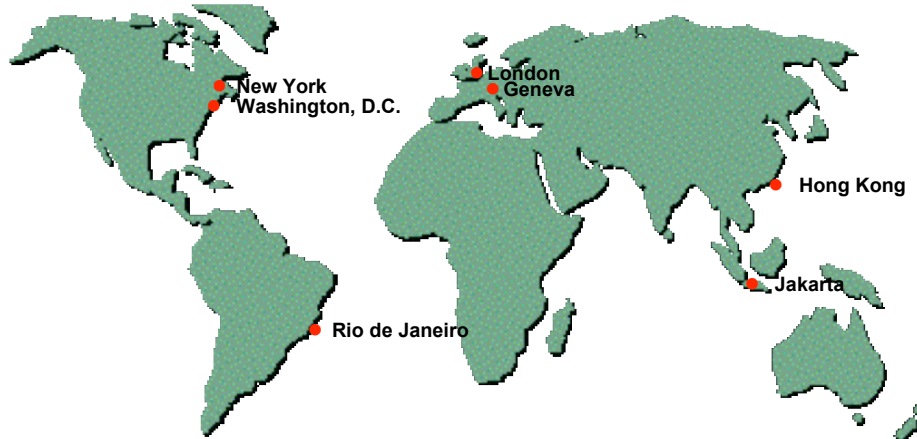 London
New York
Geneva
Washington, D.C.
Hong Kong
Jakarta
Rio de Janeiro